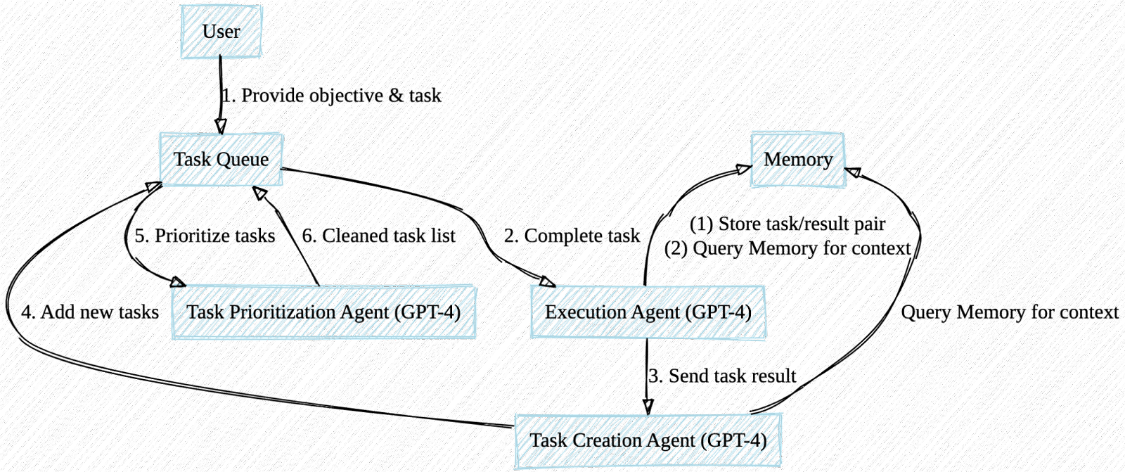 User
1. Provide objective & task
Task Queue
Memory
5. Prioritize tasks
6. Cleaned task list
2. Complete task
(1) Store task/result pair
(2) Query Memory for context
4. Add new tasks
Task Prioritization Agent (GPT-4)
Execution Agent (GPT-4)
Query Memory for context
3. Send task result
Task Creation Agent (GPT-4)